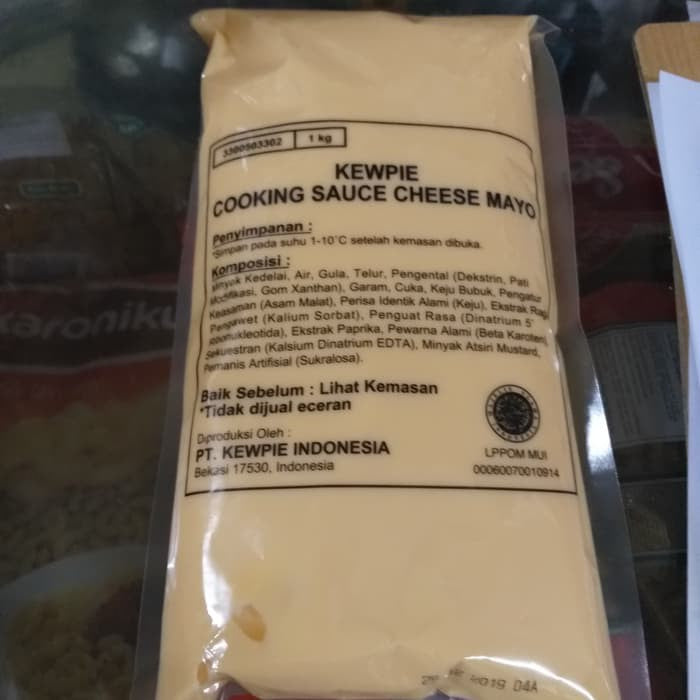 3300503302 1 kg
KEWPIE
COOKING SAUCE CHEESE MAYO
Penyimpanan :
*Simpan pada suhu 1-10°C setelah kemasan dibuka.
Komposisi :
Minyak Kedelai, Air, Gula, Telur, Pengental (Dekstrin, Pati
Modifikasi, Gom Xanthan), Garam, Cuka, Keju Bubuk, Pengatur
Keasaman (Asam Malat), Perisa Identik Alami (Keju), Ekstrak Ragi,
Pengawet (Kalium Sorbat), Penguat Rasa (Dinatrium 5'
Ribonukleotida), Ekstrak Paprika, Pewarna Alami (Beta Karoten),
Sekuestran (Kalsium Dinatrium EDTA), Minyak Atsiri Mustard,
Pemanis Artifisial (Sukralosa).
Baik Sebelum : Lihat Kemasan
*Tidak dijual eceran
Diproduksi Oleh :
PT. KEWPIE INDONESIA
Bekasi 17530, Indonesia
LPPOM MUI
00060070010914
karoniku
2019 04A